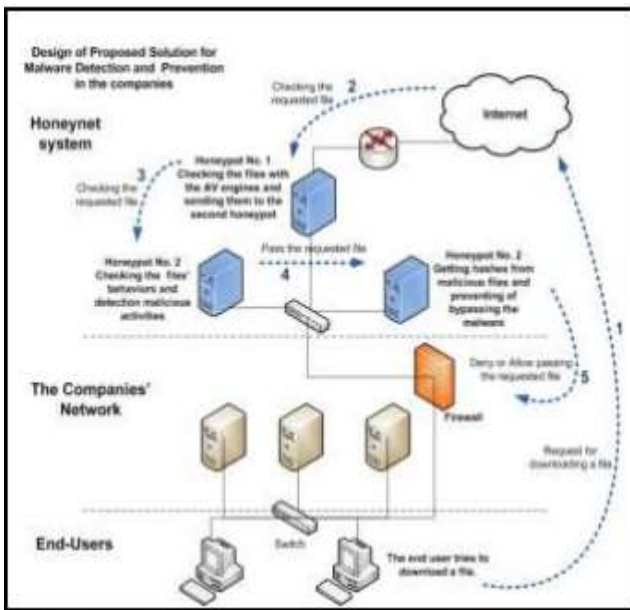 Design of Proposed Solution for
Malware Detection and Prevention
in the companies
2
Checking the
requested file
Internet
Honeynet
system
Honeypot No. 1
Checking the files with
the AV engines and
sending them to the
second honeypot
3
Checking the
requested file
Pass the requested file
4
Honeypot No. 2
Checking the files'
behaviors and
detection malicious
activities
Honeypot No. 2
Getting hashes from
malicious files and
preventing of
bypassing the
malware
1
Deny or Allow passing
the requested file
5
The Companies'
Network
Firewall
Request for
downloading a file
End-Users
Switch
The end user tries to
download a file.